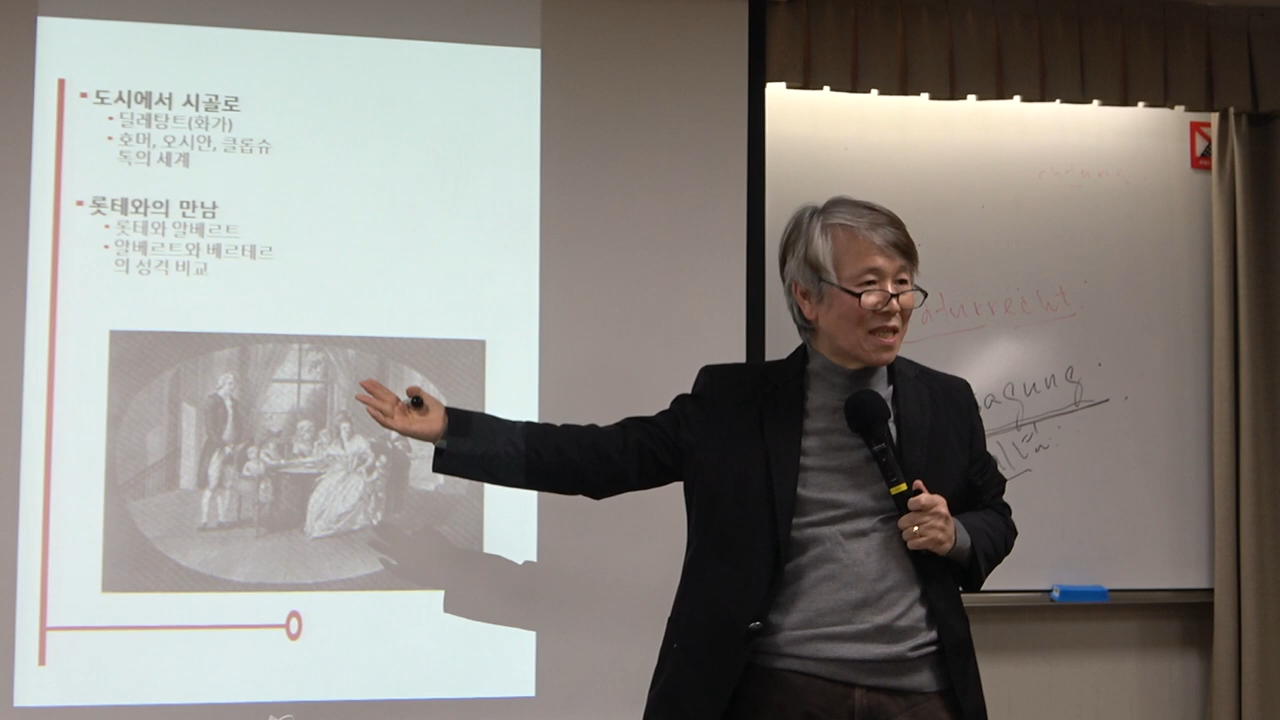 도시에서 시골로
딜레탕트(화가)
호머, 오시안, 클롭슈
톡의 세계
롯테와의 만남
롯테와 알베르트
알베르트와 베르테르
의 성격 비교
aturrecht.
agung.